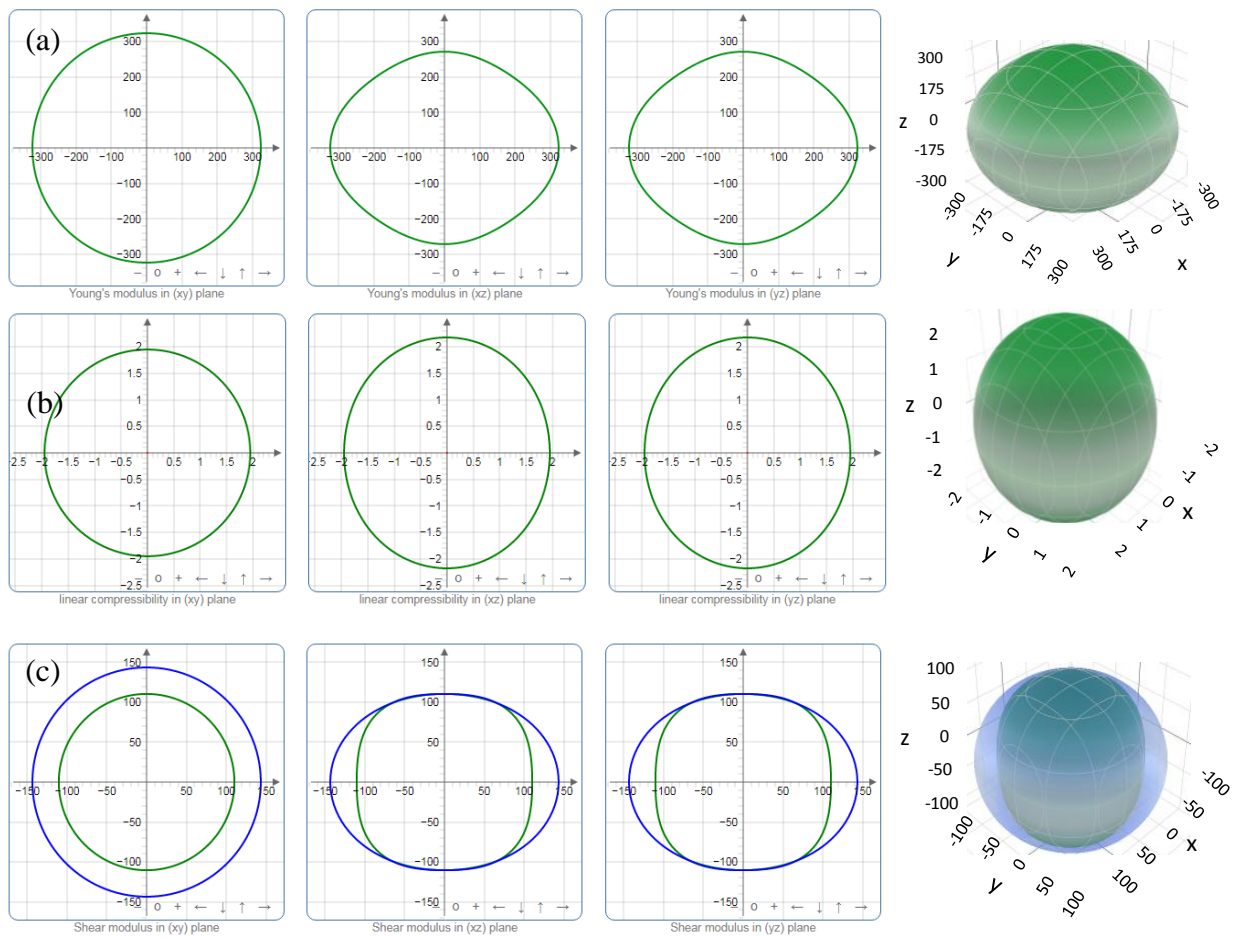 (a)
300
200
100
−300 −200 −100 100 200 300
−100
−200
−300
− o + ← ↓ ↑ →
Young's modulus in (xy) plane
300
200
100
−300 −200 −100 100 200 300
−100
−200
−300
− o + ← ↓ ↑ →
Young's modulus in (xz) plane
300
200
100
−300 −200 −100 100 200 300
−100
−200
−300
− o + ← ↓ ↑ →
Young's modulus in (yz) plane
300
175
z 0
-175
-300
-300
-175
0
175
300
y
300
175
0
-175
-300
x
(b)
2
1.5
1
0.5
2.5 −2 −1.5 −1 −0.5 0.5 1 1.5 2
−0.5
−1
−1.5
−2
−2.5
− o + ← ↓ ↑ →
linear compressibility in (xy) plane
2
1.5
1
0.5
2.5 −2 −1.5 −1 −0.5 0.5 1 1.5 2
−0.5
−1
−1.5
−2
−2.5
− o + ← ↓ ↑ →
linear compressibility in (xz) plane
2
1.5
1
0.5
2.5 −2 −1.5 −1 −0.5 0.5 1 1.5 2
−0.5
−1
−1.5
−2
−2.5
− o + ← ↓ ↑ →
linear compressibility in (yz) plane
2
1
z 0
-1
-2
-2
-1
0
1
2
y
2
1
0
-1
-2
x
(c)
150
100
50
−150 −100 −50 50 100 150
−50
−100
−150
− o + ← ↓ ↑ →
Shear modulus in (xy) plane
150
100
50
−150 −100 −50 50 100 150
−50
−100
−150
− o + ← ↓ ↑ →
Shear modulus in (xz) plane
150
100
50
−150 −100 −50 50 100 150
−50
−100
−150
− o + ← ↓ ↑ →
Shear modulus in (yz) plane
100
50
z 0
-50
-100
-100
-50
0
50
100
y
100
50
0
-50
-100
x